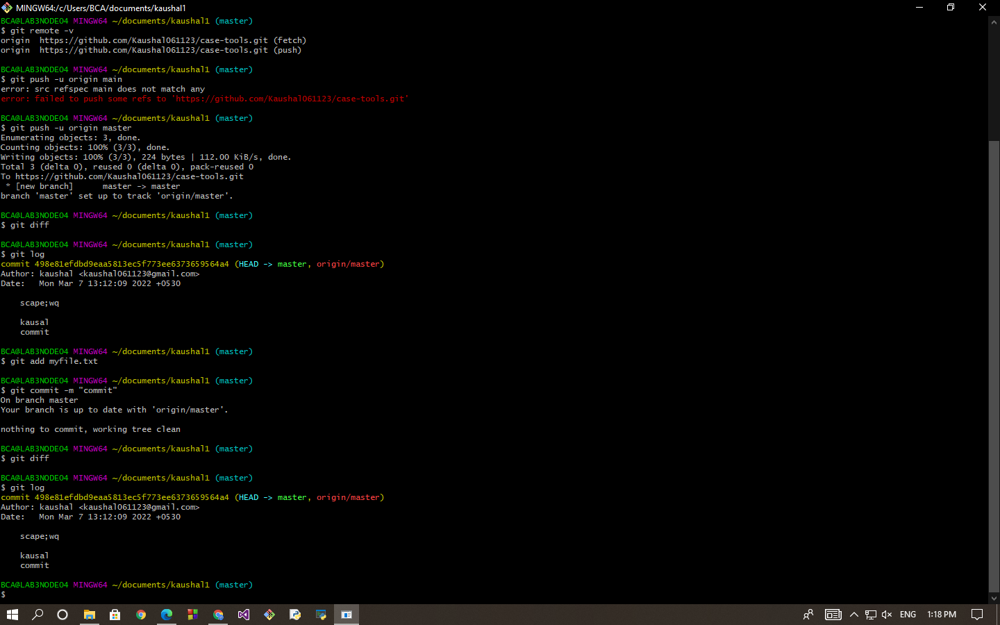 MINGW64:/c/Users/BCA/documents/kaushal1
BCA@LAB3NODE04 MINGW64 ~/documents/kaushal1 (master)
$ git remote -v
origin  https://github.com/Kaushal061123/case-tools.git (fetch)
origin  https://github.com/Kaushal061123/case-tools.git (push)
BCA@LAB3NODE04 MINGW64 ~/documents/kaushal1 (master)
$ git push -u origin main
error: src refspec main does not match any
error: failed to push some refs to 'https://github.com/Kaushal061123/case-tools.git'
BCA@LAB3NODE04 MINGW64 ~/documents/kaushal1 (master)
$ git push -u origin master
Enumerating objects: 3, done.
Counting objects: 100% (3/3), done.
Writing objects: 100% (3/3), 224 bytes | 112.00 KiB/s, done.
Total 3 (delta 0), reused 0 (delta 0), pack-reused 0
To https://github.com/Kaushal061123/case-tools.git
 * [new branch]      master -> master
branch 'master' set up to track 'origin/master'.
BCA@LAB3NODE04 MINGW64 ~/documents/kaushal1 (master)
$ git diff
BCA@LAB3NODE04 MINGW64 ~/documents/kaushal1 (master)
$ git log
commit 498e81efdbd9eaa5813ec5f773ee6373659564a4 (HEAD -> master, origin/master)
Author: kaushal <kaushal061123@gmail.com>
Date:   Mon Mar 7 13:12:09 2022 +0530
    scape;wq
    kausal
    commit
BCA@LAB3NODE04 MINGW64 ~/documents/kaushal1 (master)
$ git add myfile.txt
BCA@LAB3NODE04 MINGW64 ~/documents/kaushal1 (master)
$ git commit -m "commit"
On branch master
Your branch is up to date with 'origin/master'.
nothing to commit, working tree clean
BCA@LAB3NODE04 MINGW64 ~/documents/kaushal1 (master)
$ git diff
BCA@LAB3NODE04 MINGW64 ~/documents/kaushal1 (master)
$ git log
commit 498e81efdbd9eaa5813ec5f773ee6373659564a4 (HEAD -> master, origin/master)
Author: kaushal <kaushal061123@gmail.com>
Date:   Mon Mar 7 13:12:09 2022 +0530
    scape;wq
    kausal
    commit
BCA@LAB3NODE04 MINGW64 ~/documents/kaushal1 (master)
$
ENG 1:18 PM